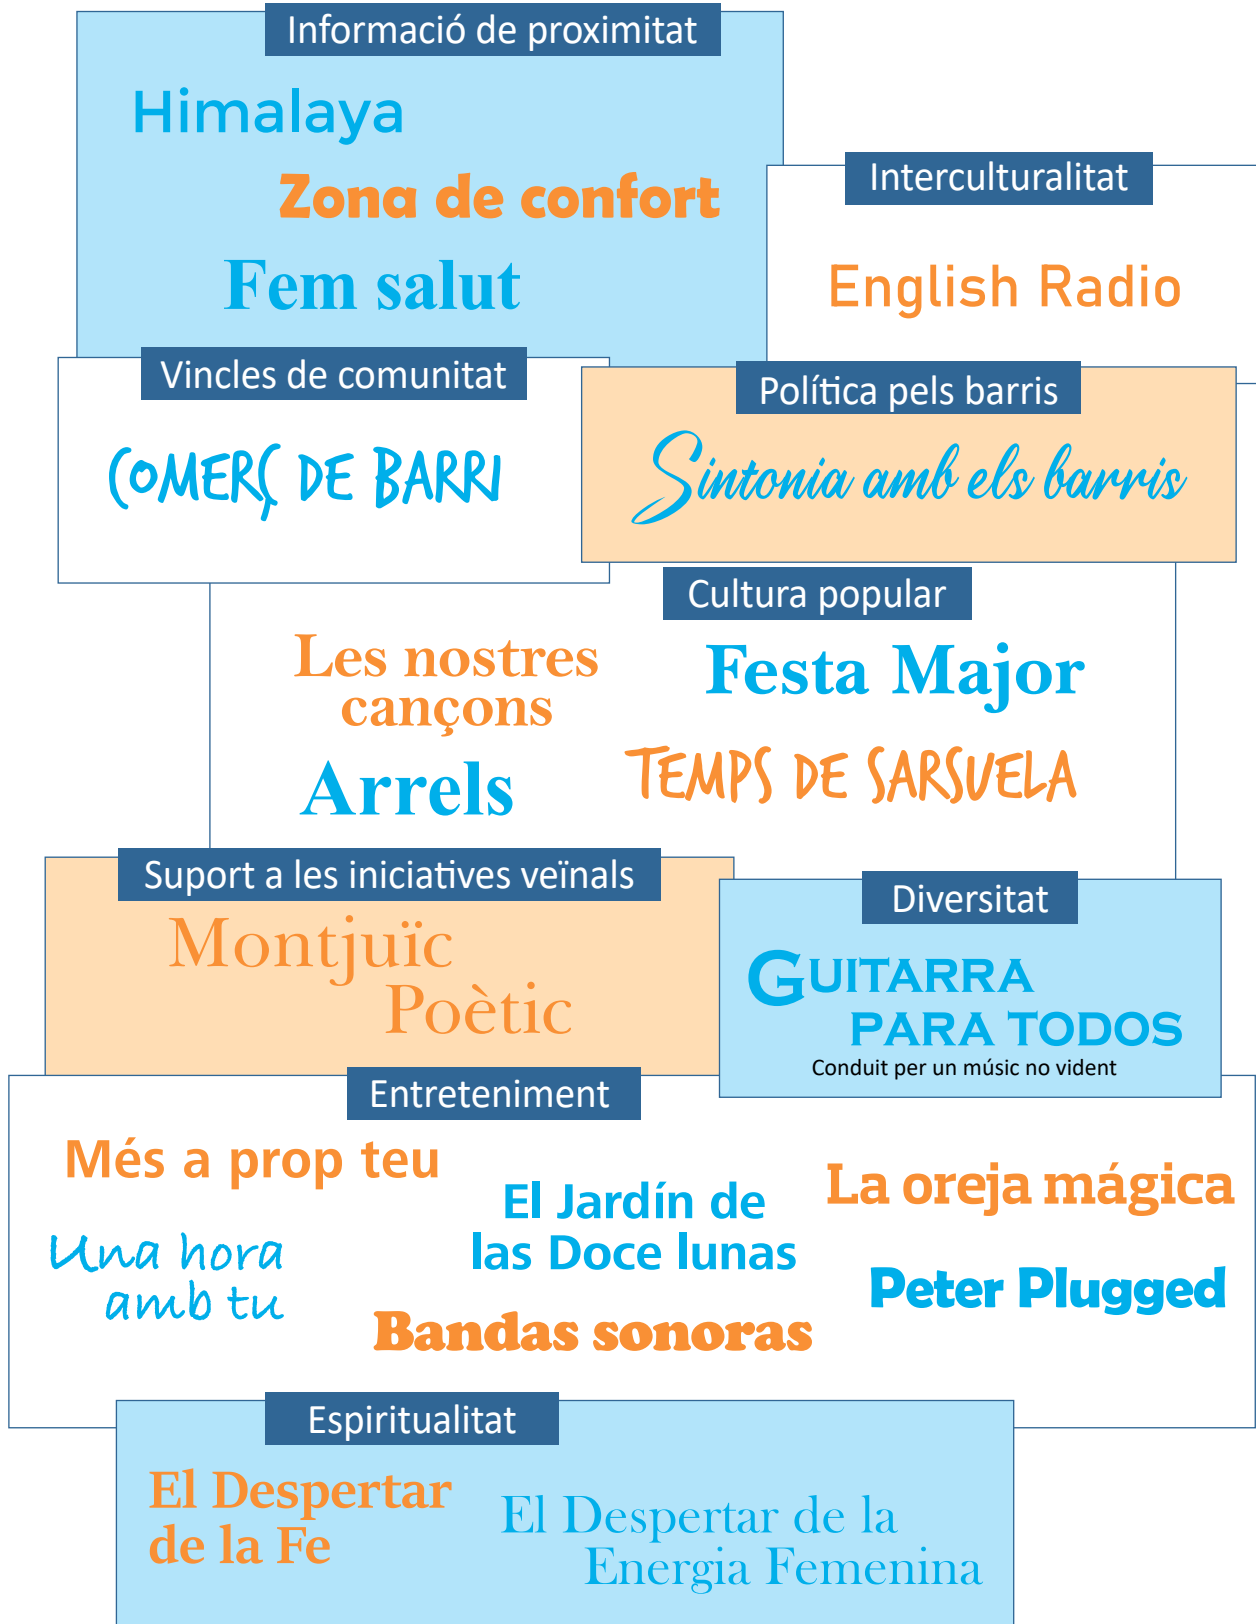 Informació de proximitat
Himalaya
Zona de confort
Fem salut
Interculturalitat
English Radio
Vincles de comunitat
COMERÇ DE BARRI
Política pels barris
Sintonia amb els barris
Cultura popular
Les nostres
cançons
Festa Major
Arrels
TEMPS DE SARSUELA
Suport a les iniciatives veïnals
Montjuïc
Poètic
Diversitat
GUITARRA
PARA TODOS
Conduit per un músic no vident
Entreteniment
Més a prop teu
Una hora
amb tu
El Jardín de
las Doce lunas
Bandas sonoras
La oreja mágica
Peter Plugged
Espiritualitat
El Despertar
de la Fe
El Despertar de la
Energia Femenina